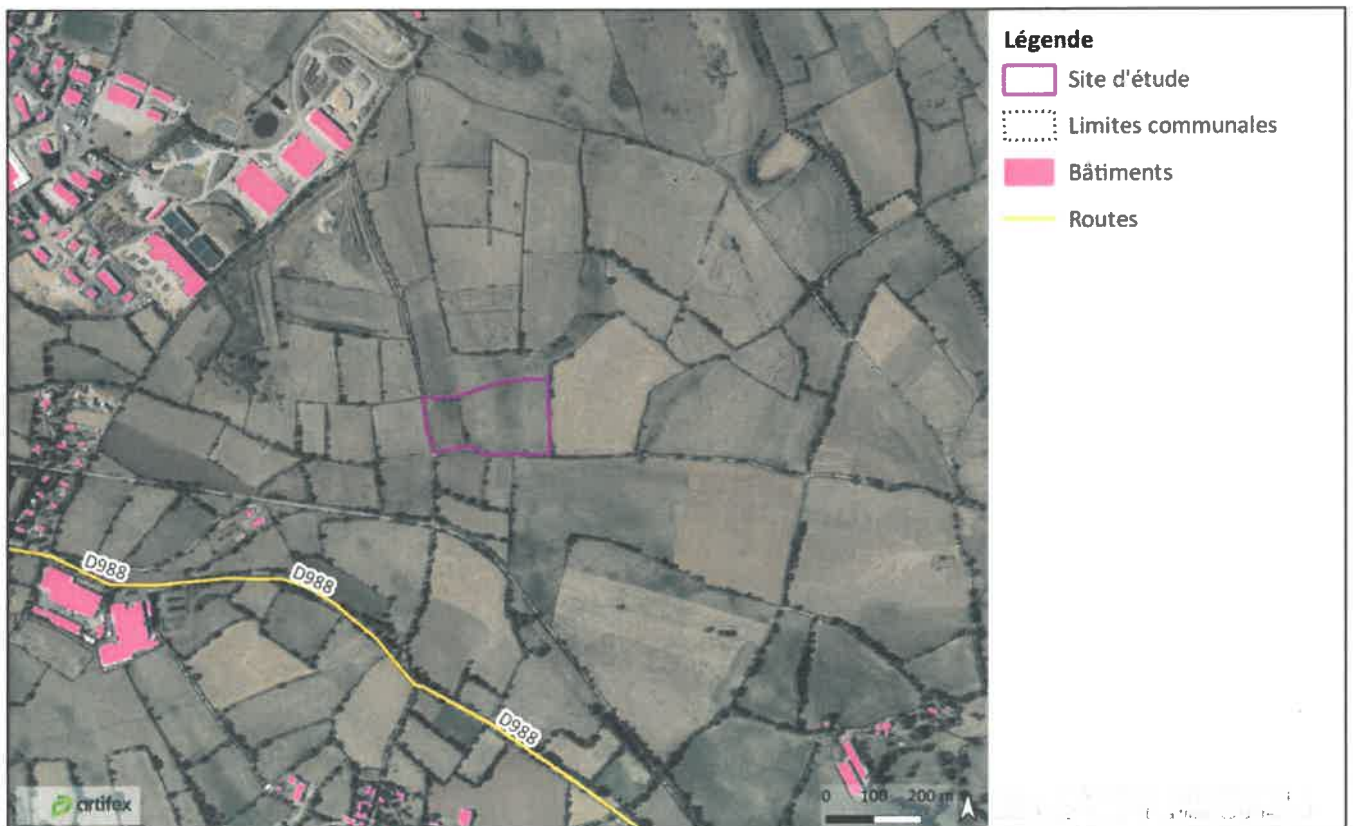 Légende
Site d'étude
Limites communales
Bâtiments
Routes
D988
D988
D988
artifex
0 100 200 m